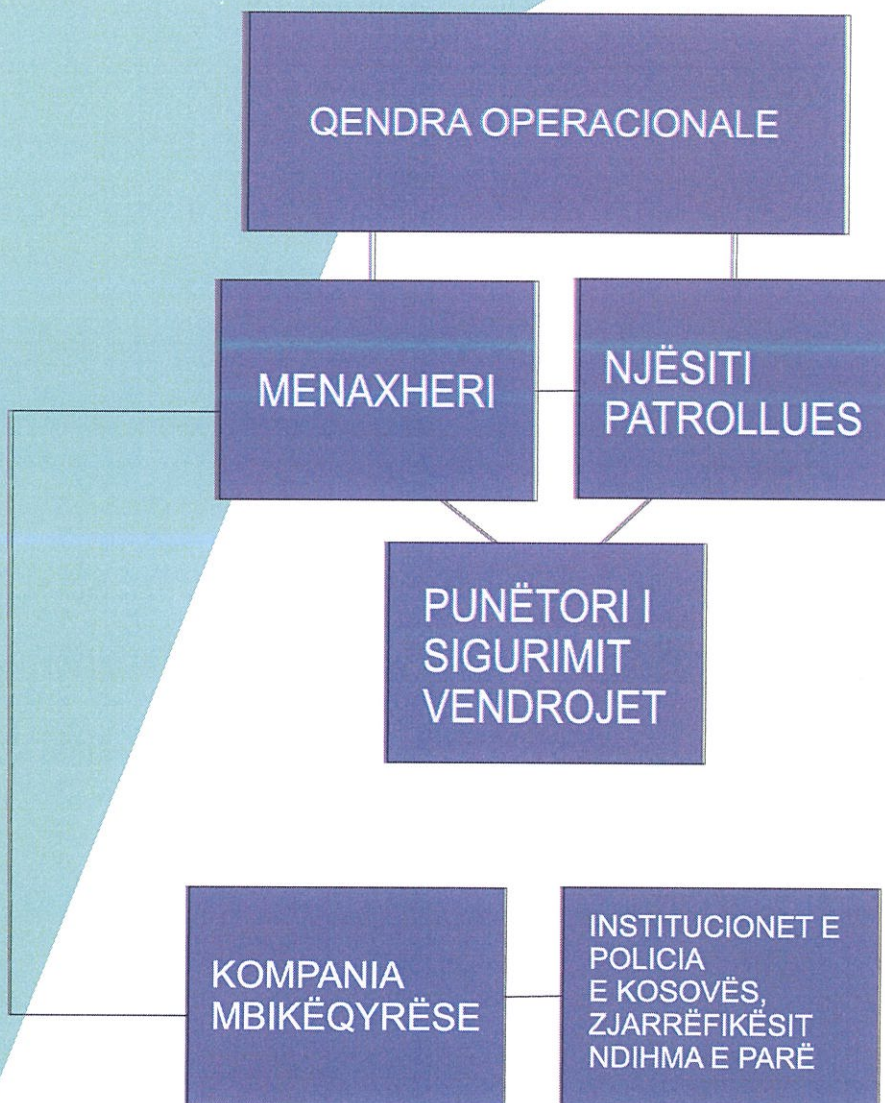 QENDRA OPERACIONALE
MENAXHERI
NJËSITI
PATROLLUES
PUNËTORI I
SIGURIMIT
VENDROJET
KOMPANIA
MBIKËQYRËSE
INSTITUCIONET E
POLICIA
E KOSOVËS,
ZJARRËFIKËSIT
NDIHMA E PARË